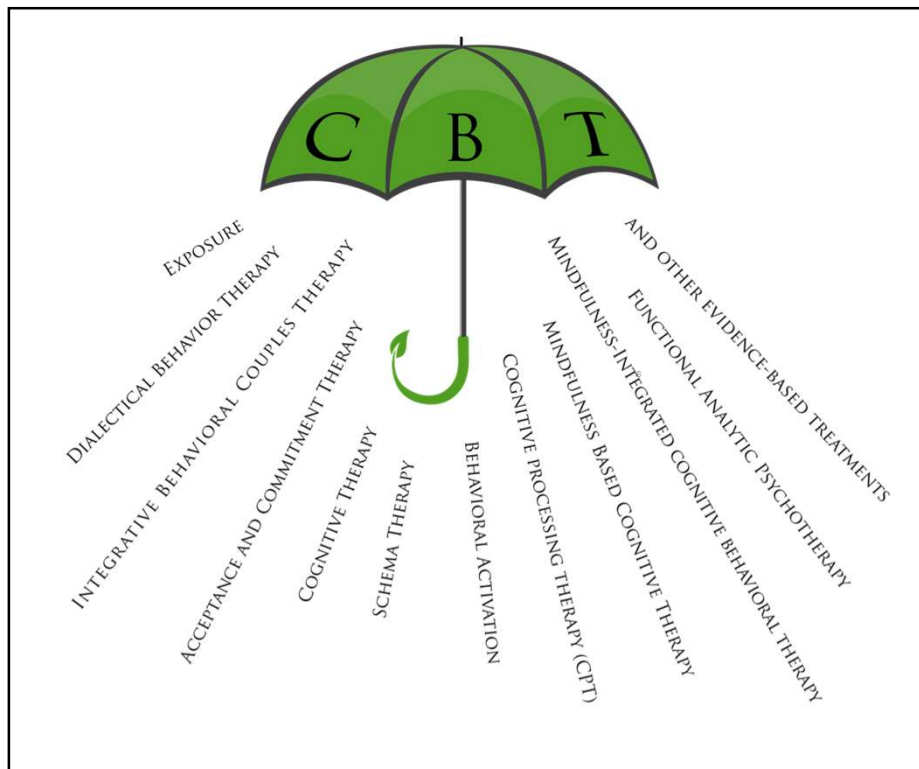 C B T
Exposure
Dialectical Behavior Therapy
Integrative Behavioral Couples Therapy
Acceptance and Commitment Therapy
Cognitive Therapy
Schema Therapy
Behavioral Activation
Cognitive processing therapy (CPT)
Mindfulness Based Cognitive Therapy
Mindfulness-Integrated cognitive behavioral therapy
Functional Analytic Psychotherapy
and other evidence-based treatments